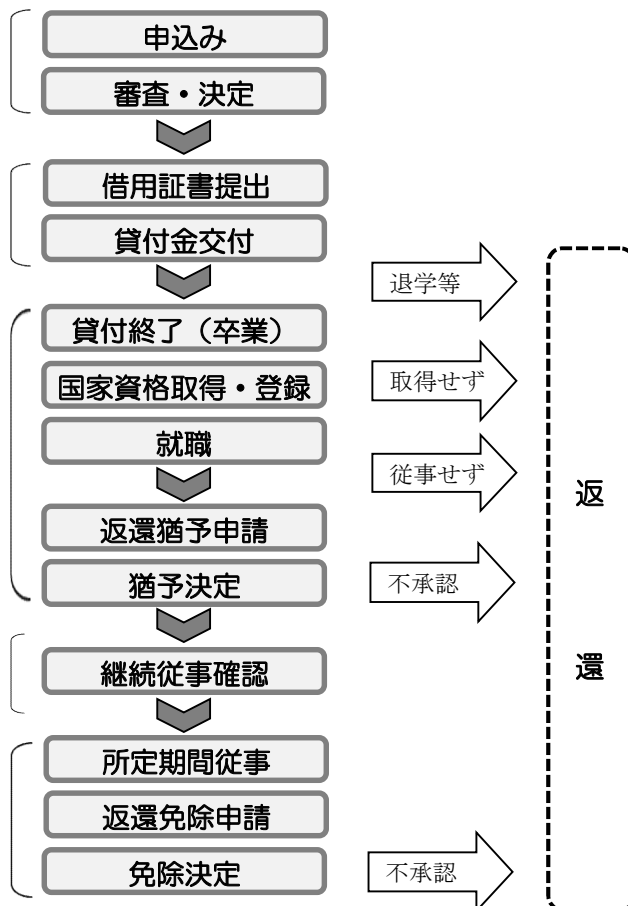 申込み
審査・決定
借用証書提出
貸付金交付
退学等
貸付終了（卒業）
国家資格取得・登録
取得せず
就職
従事せず
返還猶予申請
猶予決定
不承認
継続従事確認
所定期間従事
返還免除申請
免除決定
不承認
返
還